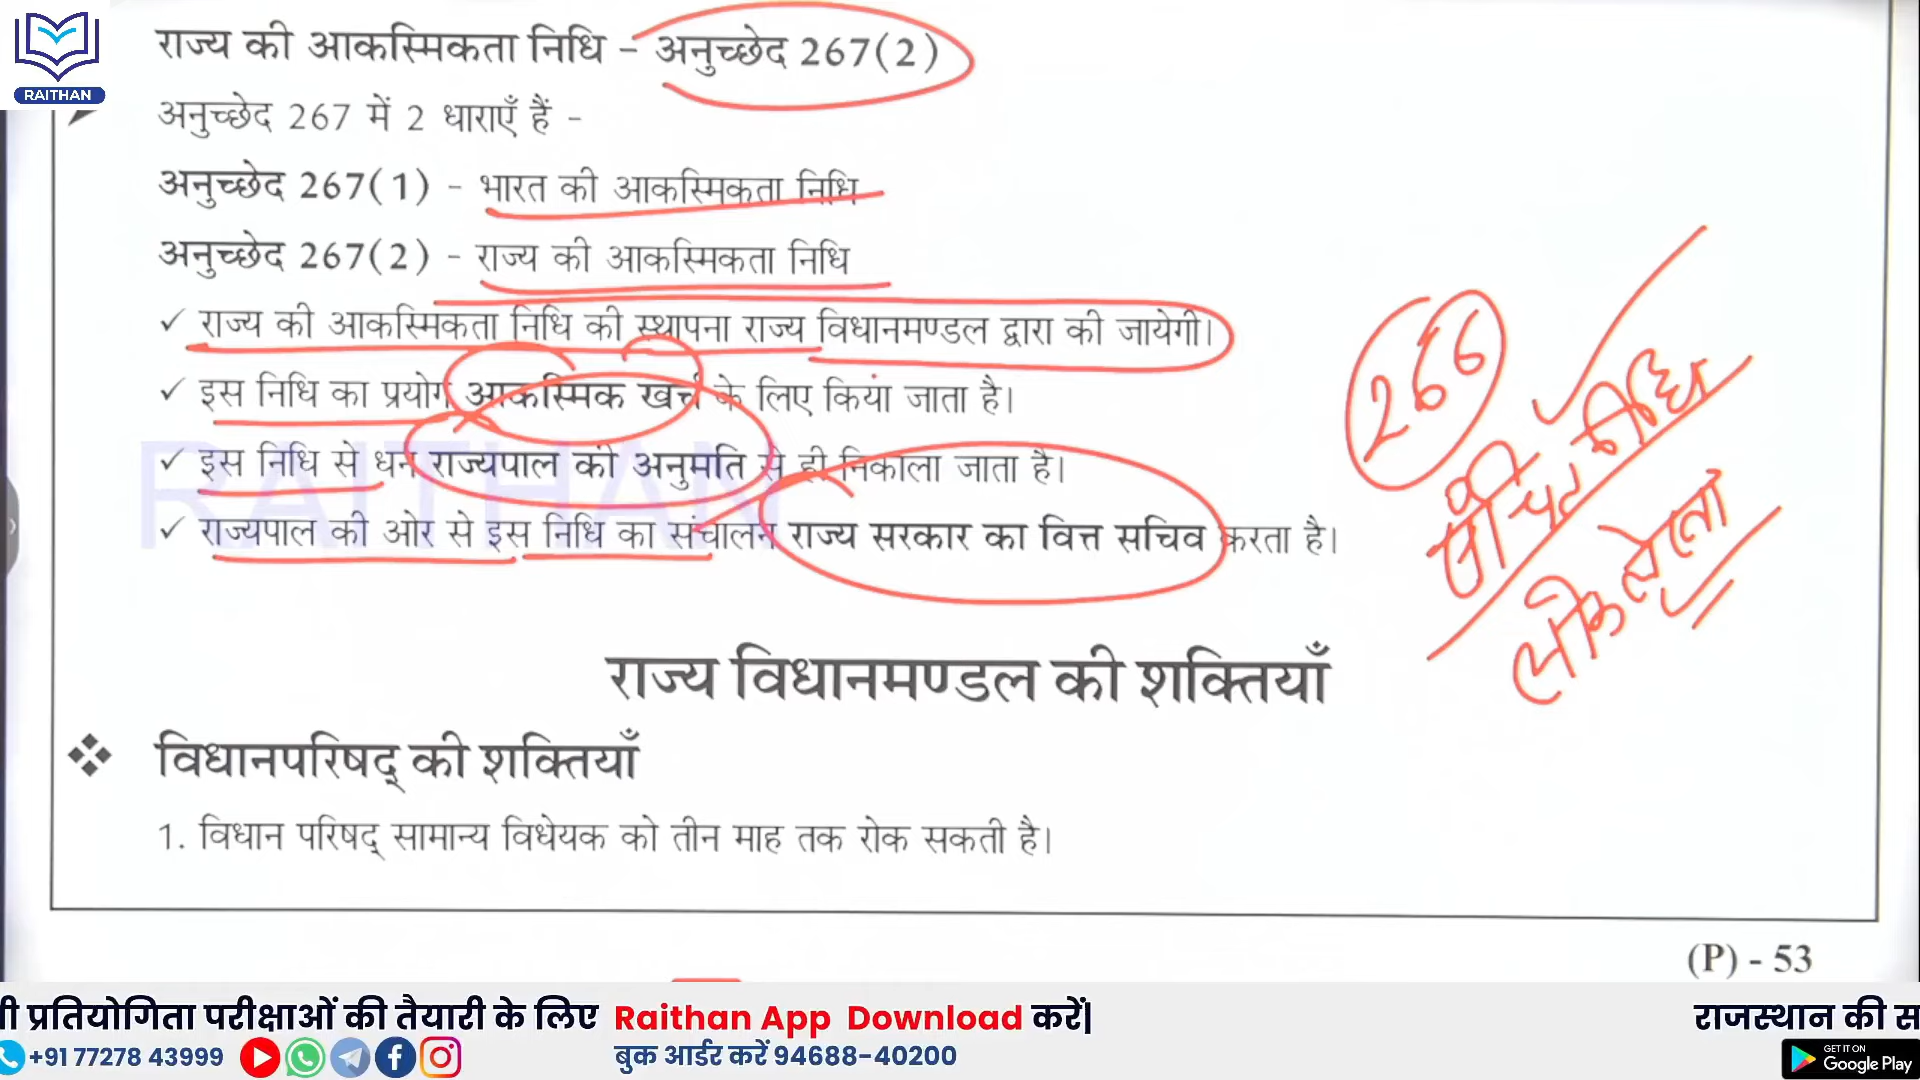 RAITHAN
राज्य की आकस्मिकता निधि - अनुच्छेद 267(2)
अनुच्छेद 267 में 2 धाराएँ हैं -
अनुच्छेद 267(1) - भारत की आकस्मिकता निधि
अनुच्छेद 267(2) - राज्य की आकस्मिकता निधि
✓ राज्य की आकस्मिकता निधि की स्थापना राज्य विधानमण्डल द्वारा की जायेगी।
✓ इस निधि का प्रयोग आकस्मिक खर्च के लिए किया जाता है।
✓ इस निधि से धन राज्यपाल की अनुमति से ही निकाला जाता है।
✓ राज्यपाल की ओर से इस निधि का संचालन राज्य सरकार का वित्त सचिव करता है।
RAITHAN
266
संचित निधि
राज्य विधानमण्डल की शक्तियाँ
❖ विधानपरिषद् की शक्तियाँ
1. विधान परिषद् सामान्य विधेयक को तीन माह तक रोक सकती है।
(P) - 53
प्रतियोगिता परीक्षाओं की तैयारी के लिए Raithan App Download करें|
राजस्थान की स
+91 77278 43999
बुक आर्डर करें 94688-40200
GET IT ON
Google Play